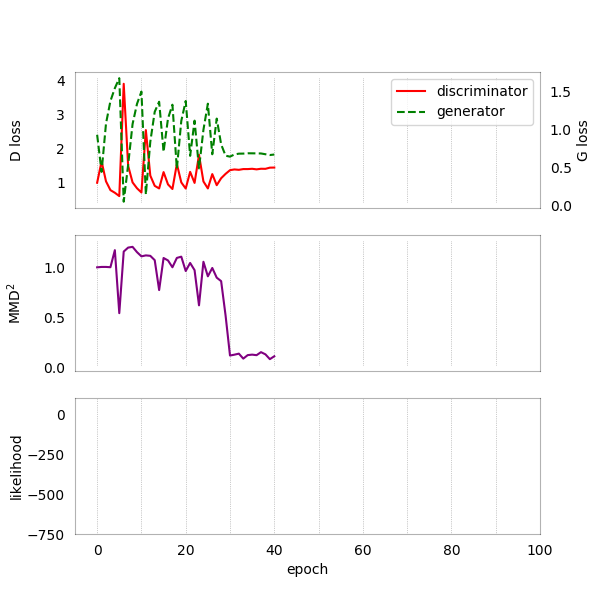 4
3
2
1
D loss
discriminator
generator
1.5
1.0
0.5
0.0
G loss
1.0
0.5
0.0
MMD²
0
−250
−500
−750
likelihood
0 20 40 60 80 100
epoch